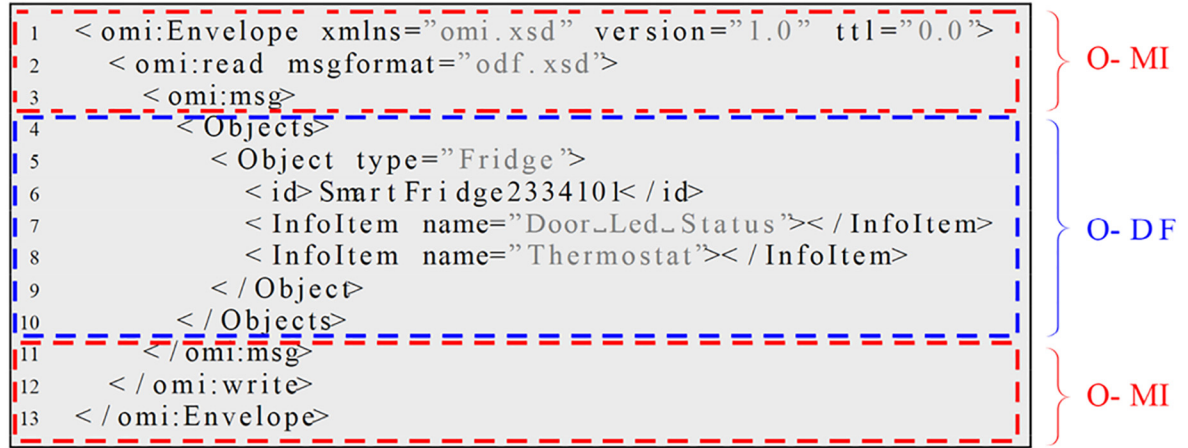 1 <omi:Envelope xmlns="omi.xsd" version="1.0" ttl="0.0">
2 <omi:read msgformat="odf.xsd">
3 <omi:msg>
O-MI
4 <Objects>
5 <Object type="Fridge">
6 <id>SmartFridge2334101</id>
7 <InfoItem name="Door_Led_Status"></InfoItem>
8 <InfoItem name="Thermostat"></InfoItem>
9 </Object>
10 </Objects>
O-DF
11 </omi:msg>
12 </omi:write>
13 </omi:Envelope>
O-MI